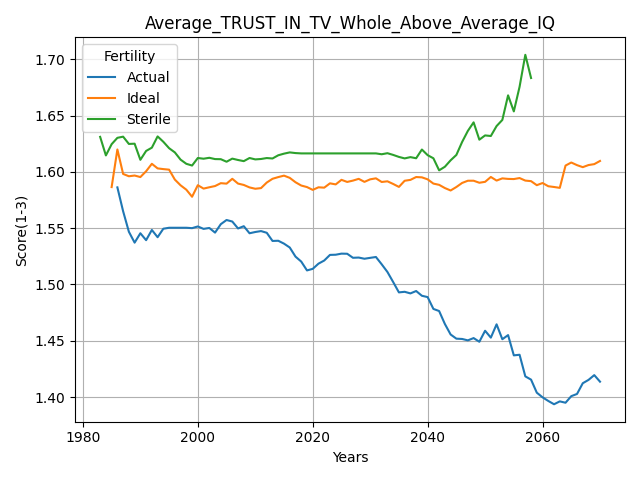 Average_TRUST_IN_TV_Whole_Above_Average_IQ
Fertility
Actual
Ideal
Sterile
Score(1-3)
1.70
1.65
1.60
1.55
1.50
1.45
1.40
1980
2000
2020
2040
2060
Years